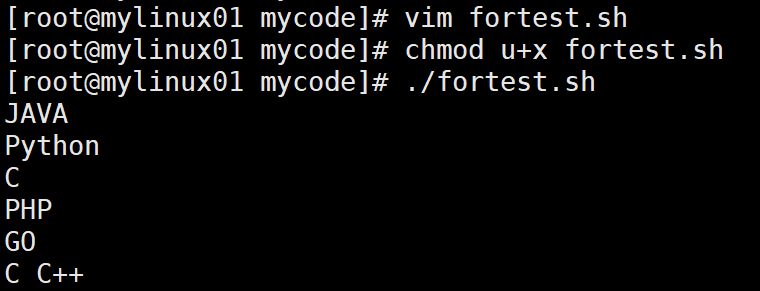 [root@mylinux01 mycode]# vim fortest.sh
[root@mylinux01 mycode]# chmod u+x fortest.sh
[root@mylinux01 mycode]# ./fortest.sh
JAVA
Python
C
PHP
GO
C C++